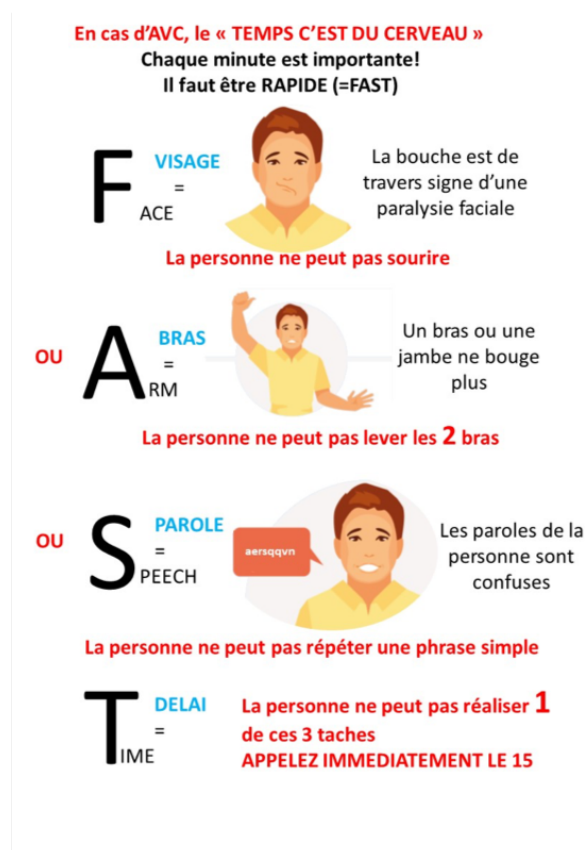 En cas d’AVC, le « TEMPS C’EST DU CERVEAU »
Chaque minute est importante!
Il faut être RAPIDE (=FAST)
FACE = VISAGE
La bouche est de
travers signe d’une
paralysie faciale
La personne ne peut pas sourire
OU
ARM = BRAS
Un bras ou une
jambe ne bouge
plus
La personne ne peut pas lever les 2 bras
OU
SPEECH = PAROLE
aersqqvn
Les paroles de la
personne sont
confuses
La personne ne peut pas répéter une phrase simple
TIME = DELAI
La personne ne peut pas réaliser 1
de ces 3 taches
APPELEZ IMMEDIATEMENT LE 15